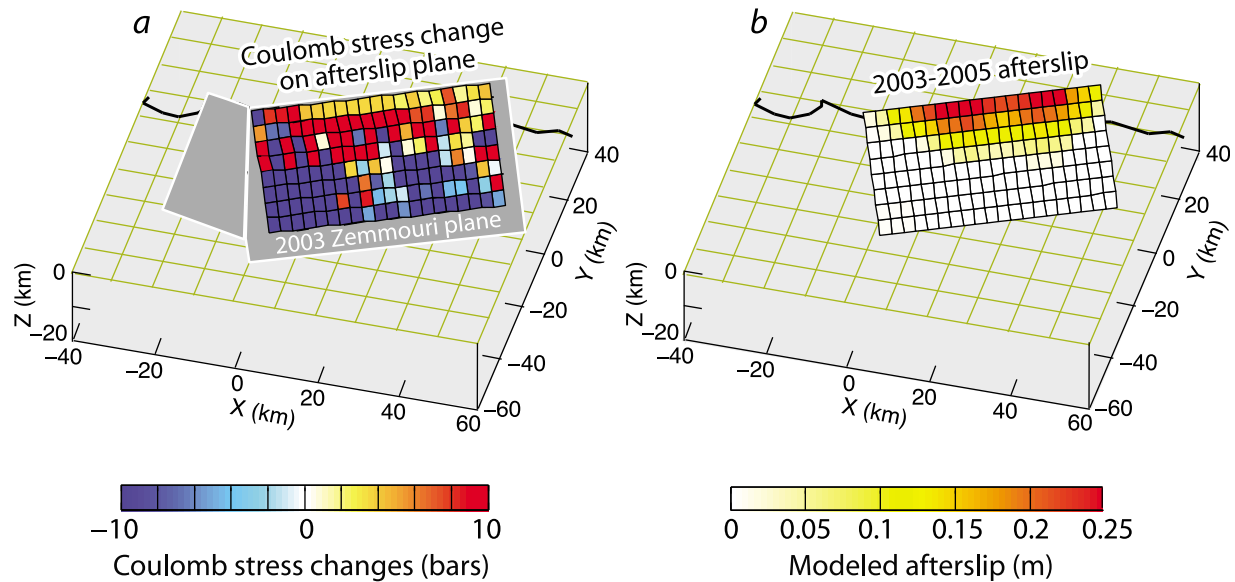 a
Coulomb stress change
on afterslip plane
2003 Zemmouri plane
40
20
0
−20
−40
−60
Y (km)
0
−20
Z (km)
−40
−20
0
20
40
60
X (km)
−10
0
10
Coulomb stress changes (bars)
b
2003-2005 afterslip
40
20
0
−20
−40
−60
Y (km)
0
−20
Z (km)
−40
−20
0
20
40
60
X (km)
0
0.05
0.1
0.15
0.2
0.25
Modeled afterslip (m)